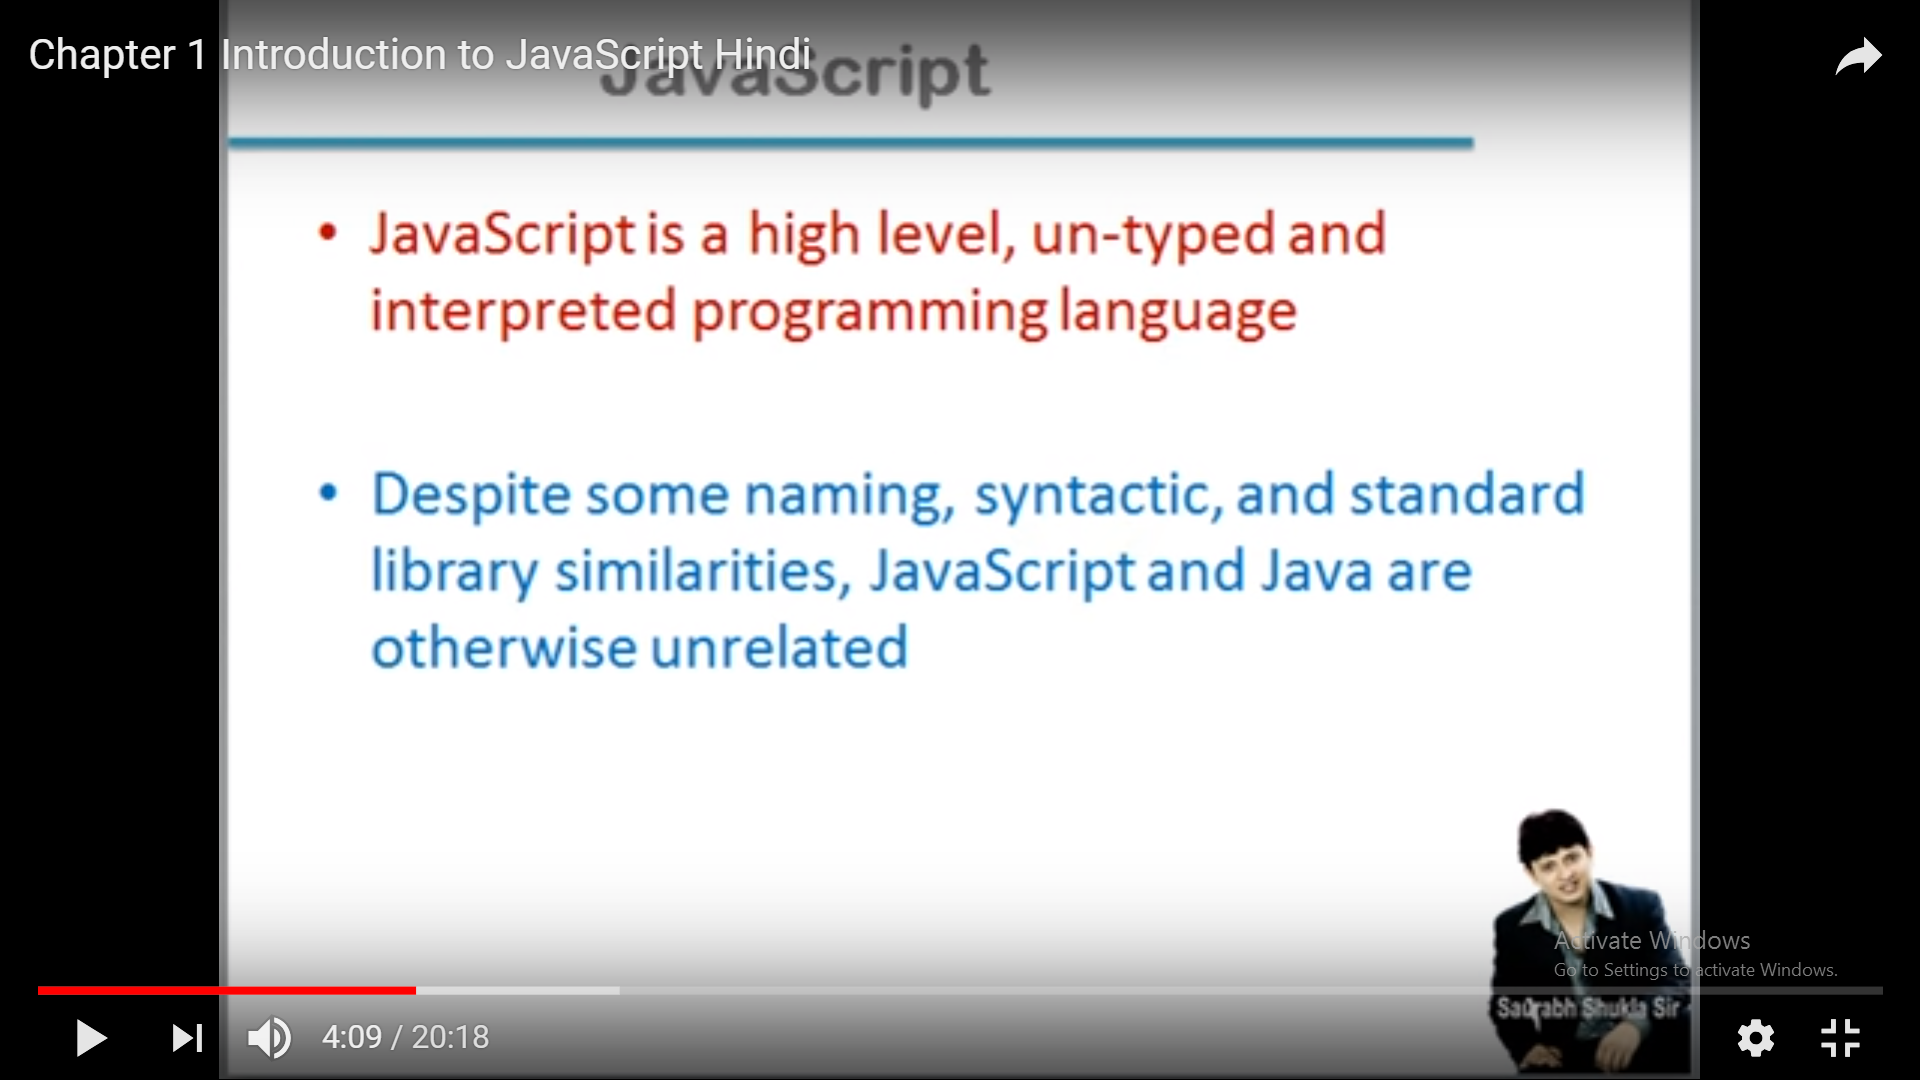 Chapter 1 Introduction to JavaScript Hindi
JavaScript
• JavaScript is a high level, un-typed and
interpreted programming language
• Despite some naming, syntactic, and standard
library similarities, JavaScript and Java are
otherwise unrelated
Activate Windows
Go to Settings to activate Windows.
Saurabh Shukla Sir
4:09 / 20:18